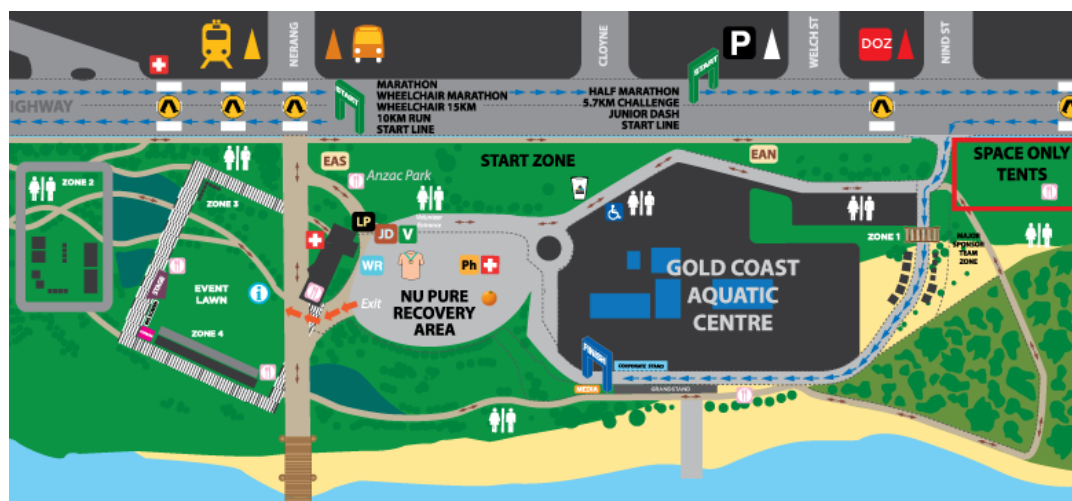 NERANG
CLOYNE
P
WELCH ST
DOZ
NIND ST
START
START
IGHWAY
MARATHON
WHEELCHAIR MARATHON
WHEELCHAIR 15KM
10KM RUN
START LINE
HALF MARATHON
5.7KM CHALLENGE
JUNIOR DASH
START LINE
EAS
Anzac Park
START ZONE
EAN
SPACE ONLY
TENTS
ZONE 2
ZONE 3
LP
JD
V
Volunteer
Entrance
ZONE 1
MAJOR
SPONSOR
TEAM
ZONE
WR
Ph
EVENT
LAWN
i
Exit
NU PURE
RECOVERY
AREA
GOLD COAST
AQUATIC
CENTRE
STAGE
ZONE 4
FINISH
CORPORATE STAND
MEDIA
GRANDSTAND